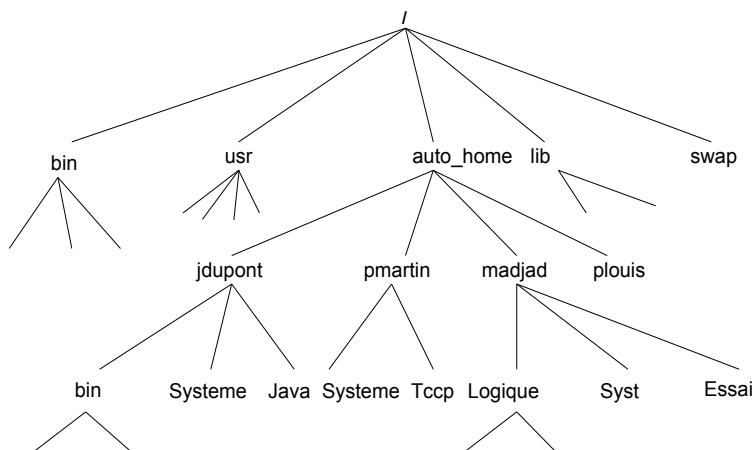 /
bin usr auto_home lib swap
jdupont pmartin madjad plouis
bin Systeme Java Systeme Tccp Logique Syst Essai